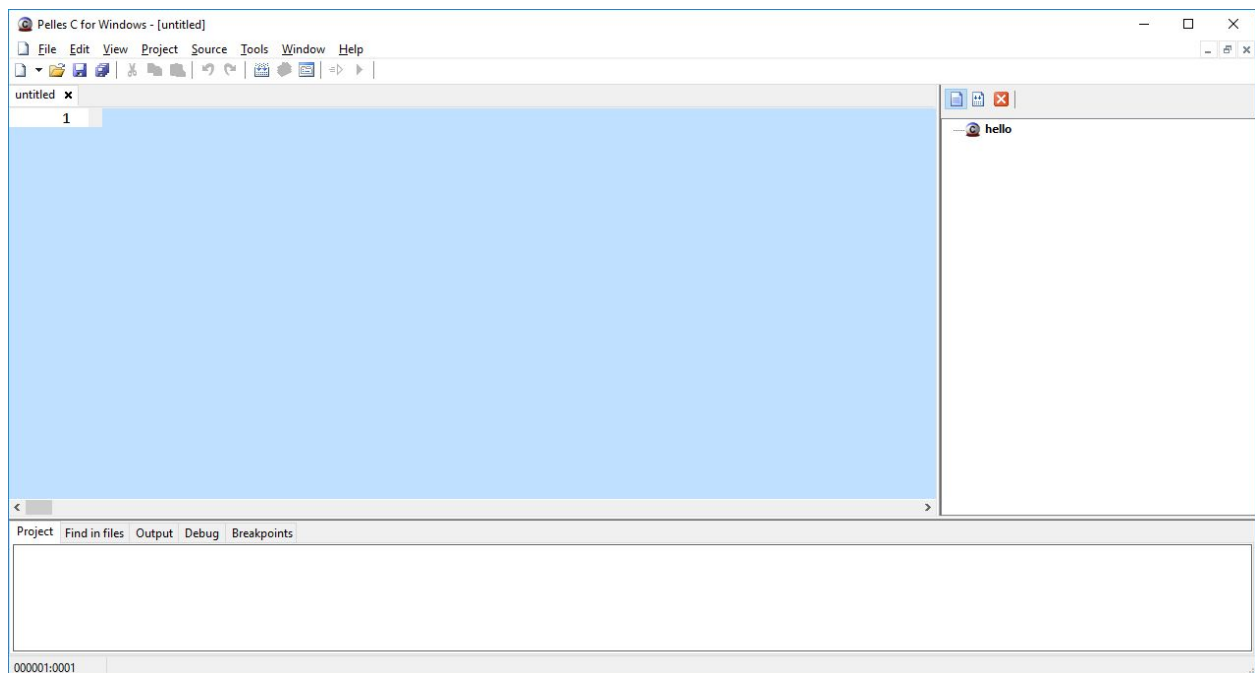 Pelles C for Windows - [untitled]
File Edit View Project Source Tools Window Help
untitled
1
hello
Project Find in files Output Debug Breakpoints
000001:0001